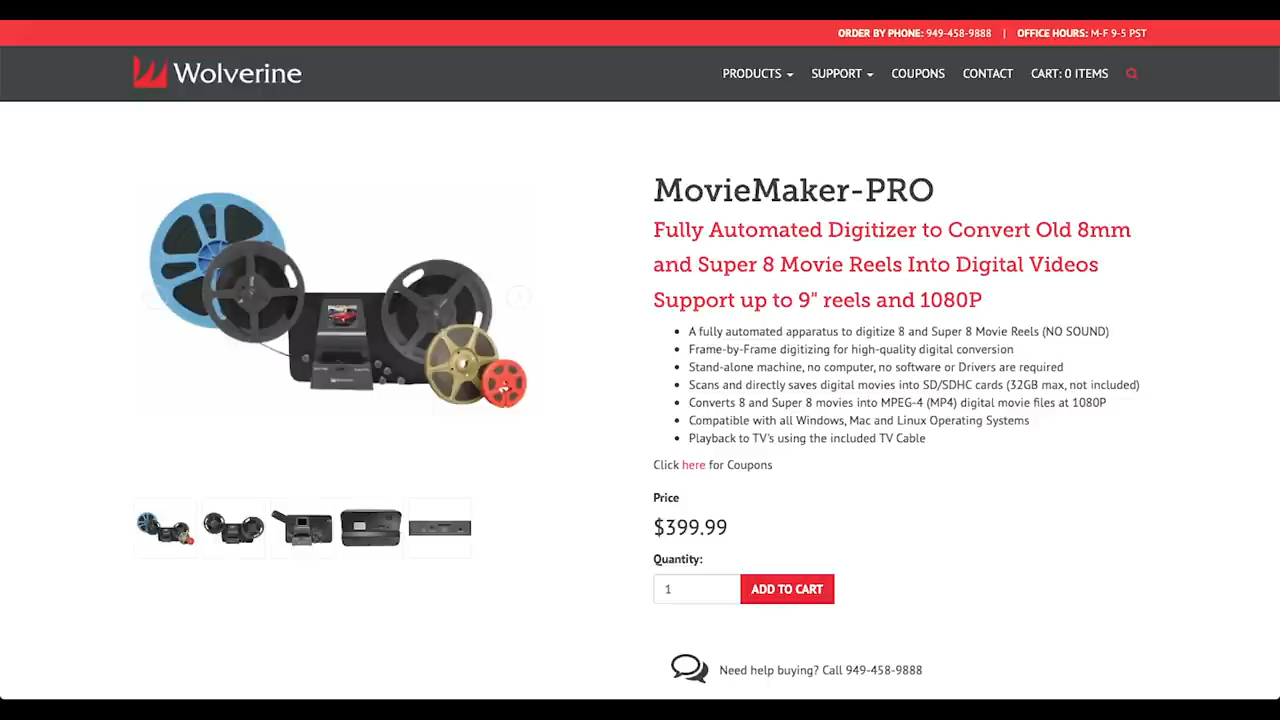 ORDER BY PHONE: 949-458-9888 | OFFICE HOURS: M-F 9-5 PST
Wolverine
PRODUCTS SUPPORT COUPONS CONTACT CART: 0 ITEMS
MovieMaker-PRO
Fully Automated Digitizer to Convert Old 8mm
and Super 8 Movie Reels Into Digital Videos
Support up to 9" reels and 1080P
• A fully automated apparatus to digitize 8 and Super 8 Movie Reels (NO SOUND)
• Frame-by-Frame digitizing for high-quality digital conversion
• Stand-alone machine, no computer, no software or Drivers are required
• Scans and directly saves digital movies into SD/SDHC cards (32GB max, not included)
• Converts 8 and Super 8 movies into MPEG-4 (MP4) digital movie files at 1080P
• Compatible with all Windows, Mac and Linux Operating Systems
• Playback to TV's using the included TV Cable
Click here for Coupons
Price
$399.99
Quantity:
1 ADD TO CART
Need help buying? Call 949-458-9888